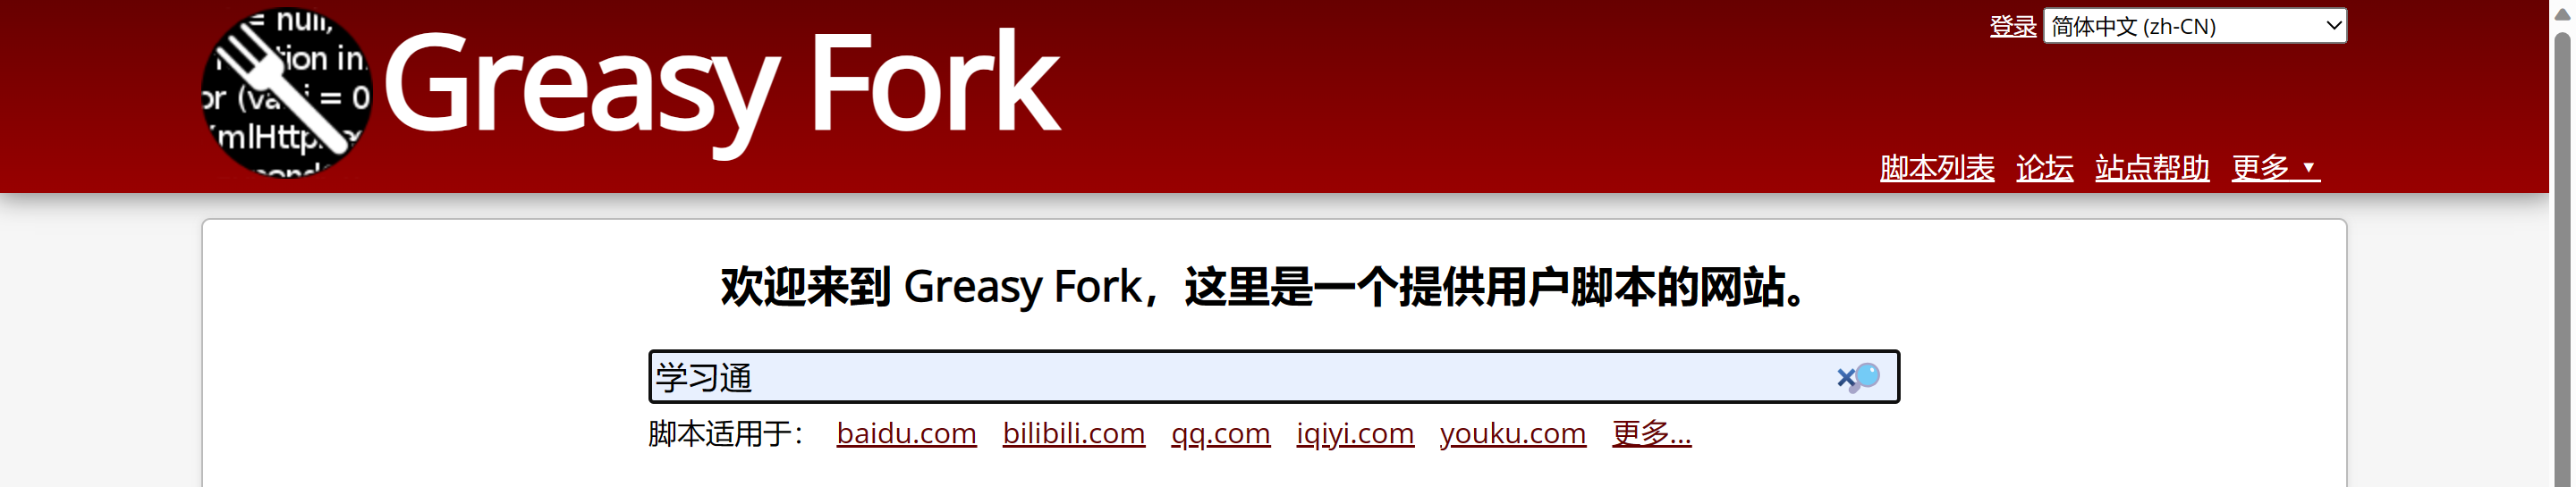 = null,
ion in
or (va i = 0
mlHttp
Greasy Fork
登录 简体中文 (zh-CN)
脚本列表 论坛 站点帮助 更多 ▼
欢迎来到 Greasy Fork，这里是一个提供用户脚本的网站。
学习通
脚本适用于： baidu.com bilibili.com qq.com iqiyi.com youku.com 更多...